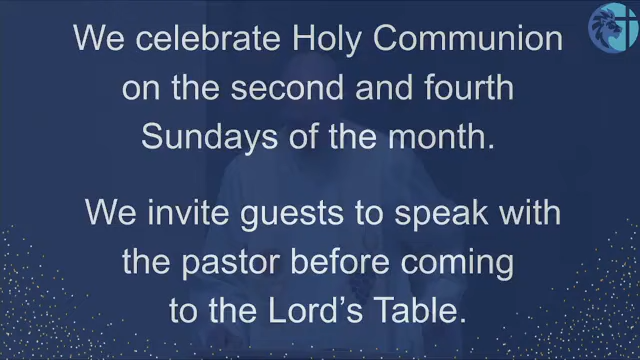 We celebrate Holy Communion
on the second and fourth
Sundays of the month.
We invite guests to speak with
the pastor before coming
to the Lord's Table.